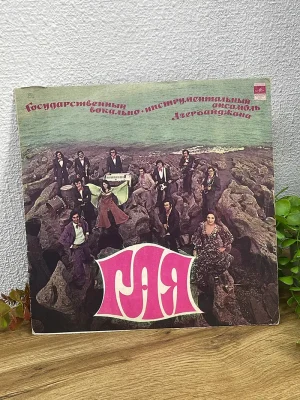 Государственный
вокально-инструментальный
ансамбль
Азербайджана
ГАЯ